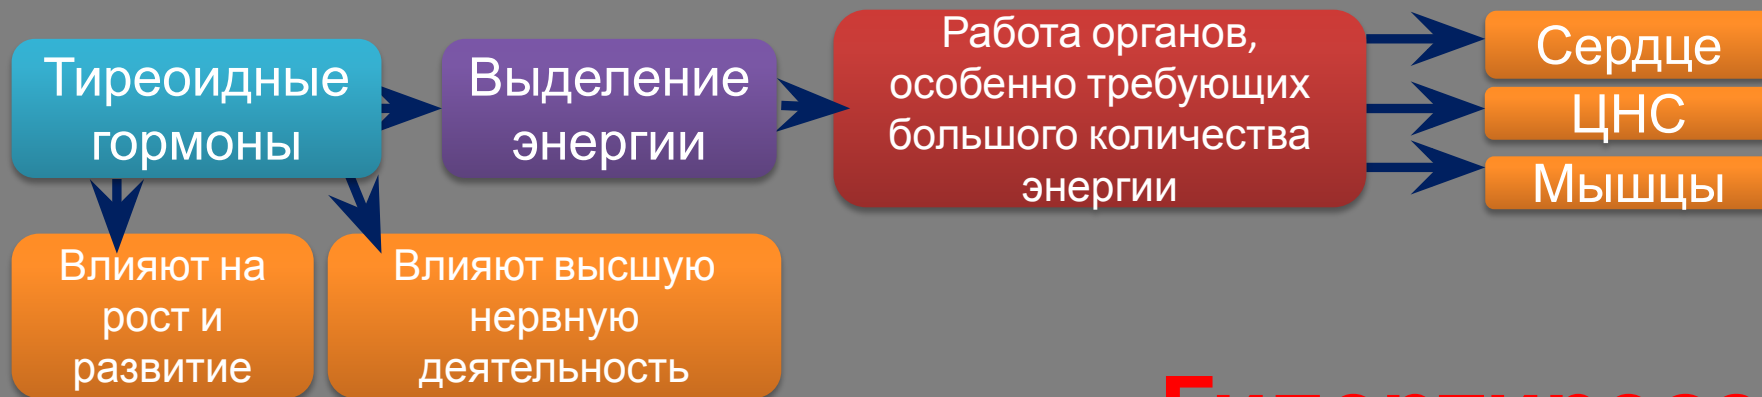 Тиреоидные
гормоны
Выделение
энергии
Работа органов,
особенно требующих
большого количества
энергии
Сердце
ЦНС
Мышцы
Влияют на
рост и
развитие
Влияют высшую
нервную
деятельность